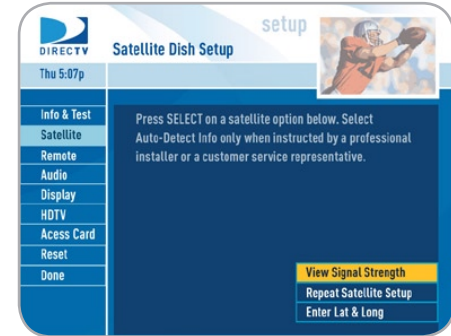 DIRECTV
Satellite Dish Setup
setup
Thu 5:07p
Info & Test
Satellite
Remote
Audio
Display
HDTV
Acess Card
Reset
Done
Press SELECT on a satellite option below. Select
Auto-Detect Info only when instructed by a professional
installer or a customer service representative.
View Signal Strength
Repeat Satellite Setup
Enter Lat & Long